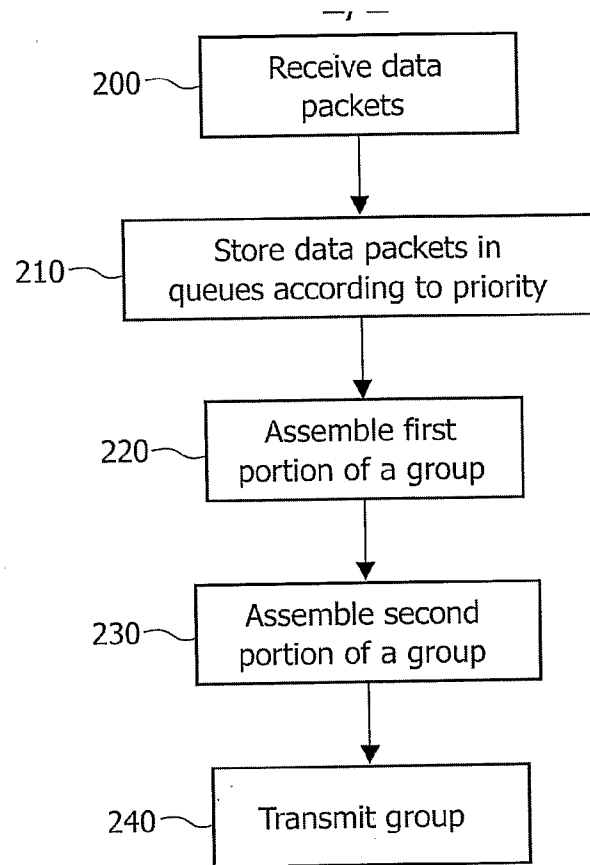 200
Receive data
packets
210
Store data packets in
queues according to priority
220
Assemble first
portion of a group
230
Assemble second
portion of a group
240
Transmit group